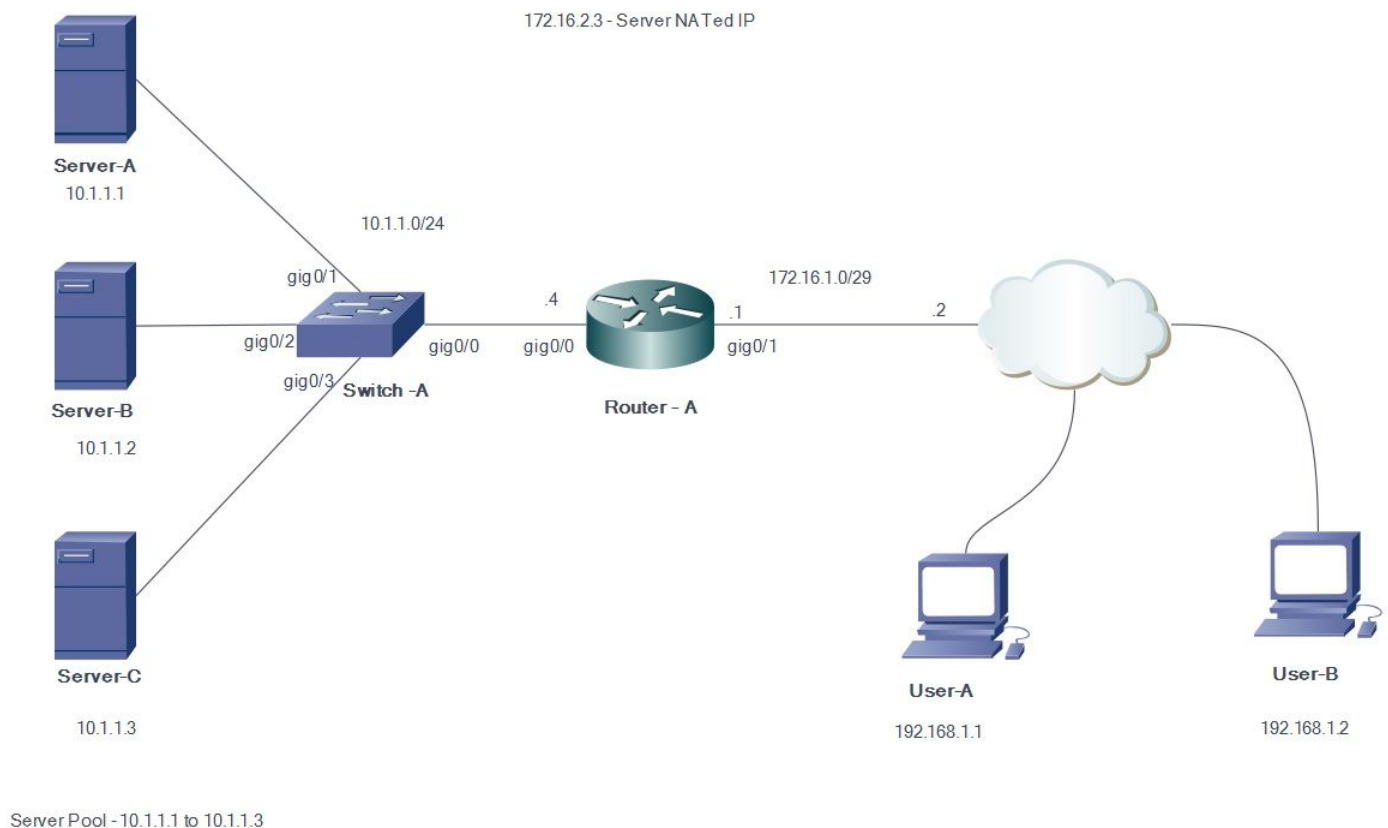 172.16.2.3 - Server NATed IP
Server-A
10.1.1.1
10.1.1.0/24
gig0/1
172.16.1.0/29
.4
.1
.2
gig0/2
gig0/0
gig0/0
gig0/1
gig0/3
Switch -A
Server-B
Router - A
10.1.1.2
Server-C
User-A
User-B
10.1.1.3
192.168.1.1
192.168.1.2
Server Pool - 10.1.1.1 to 10.1.1.3